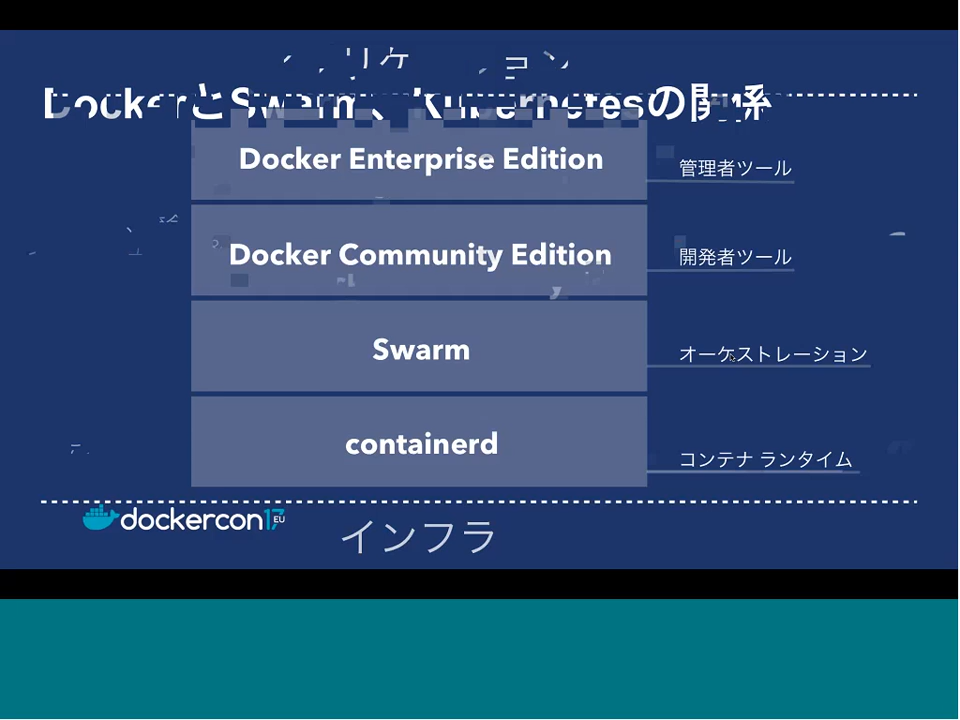 DockerとSwarm、Kubernetesの関係
Docker Enterprise Edition
管理者ツール
Docker Community Edition
開発者ツール
Swarm
オーケストレーション
containerd
コンテナ ランタイム
dockercon17 EU
インフラ